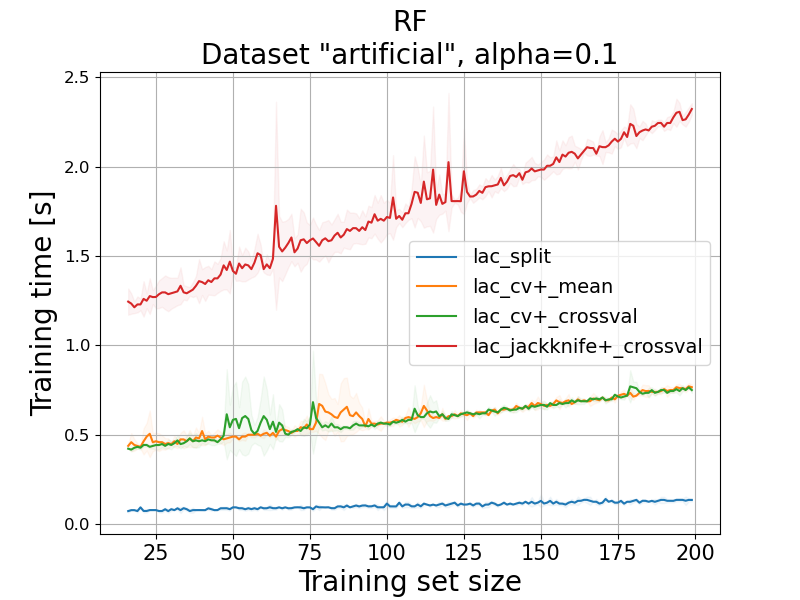 RF
Dataset "artificial", alpha=0.1
Training time [s]
2.5
2.0
1.5
1.0
0.5
0.0
lac_split
lac_cv+_mean
lac_cv+_crossval
lac_jackknife+_crossval
25 50 75 100 125 150 175 200
Training set size